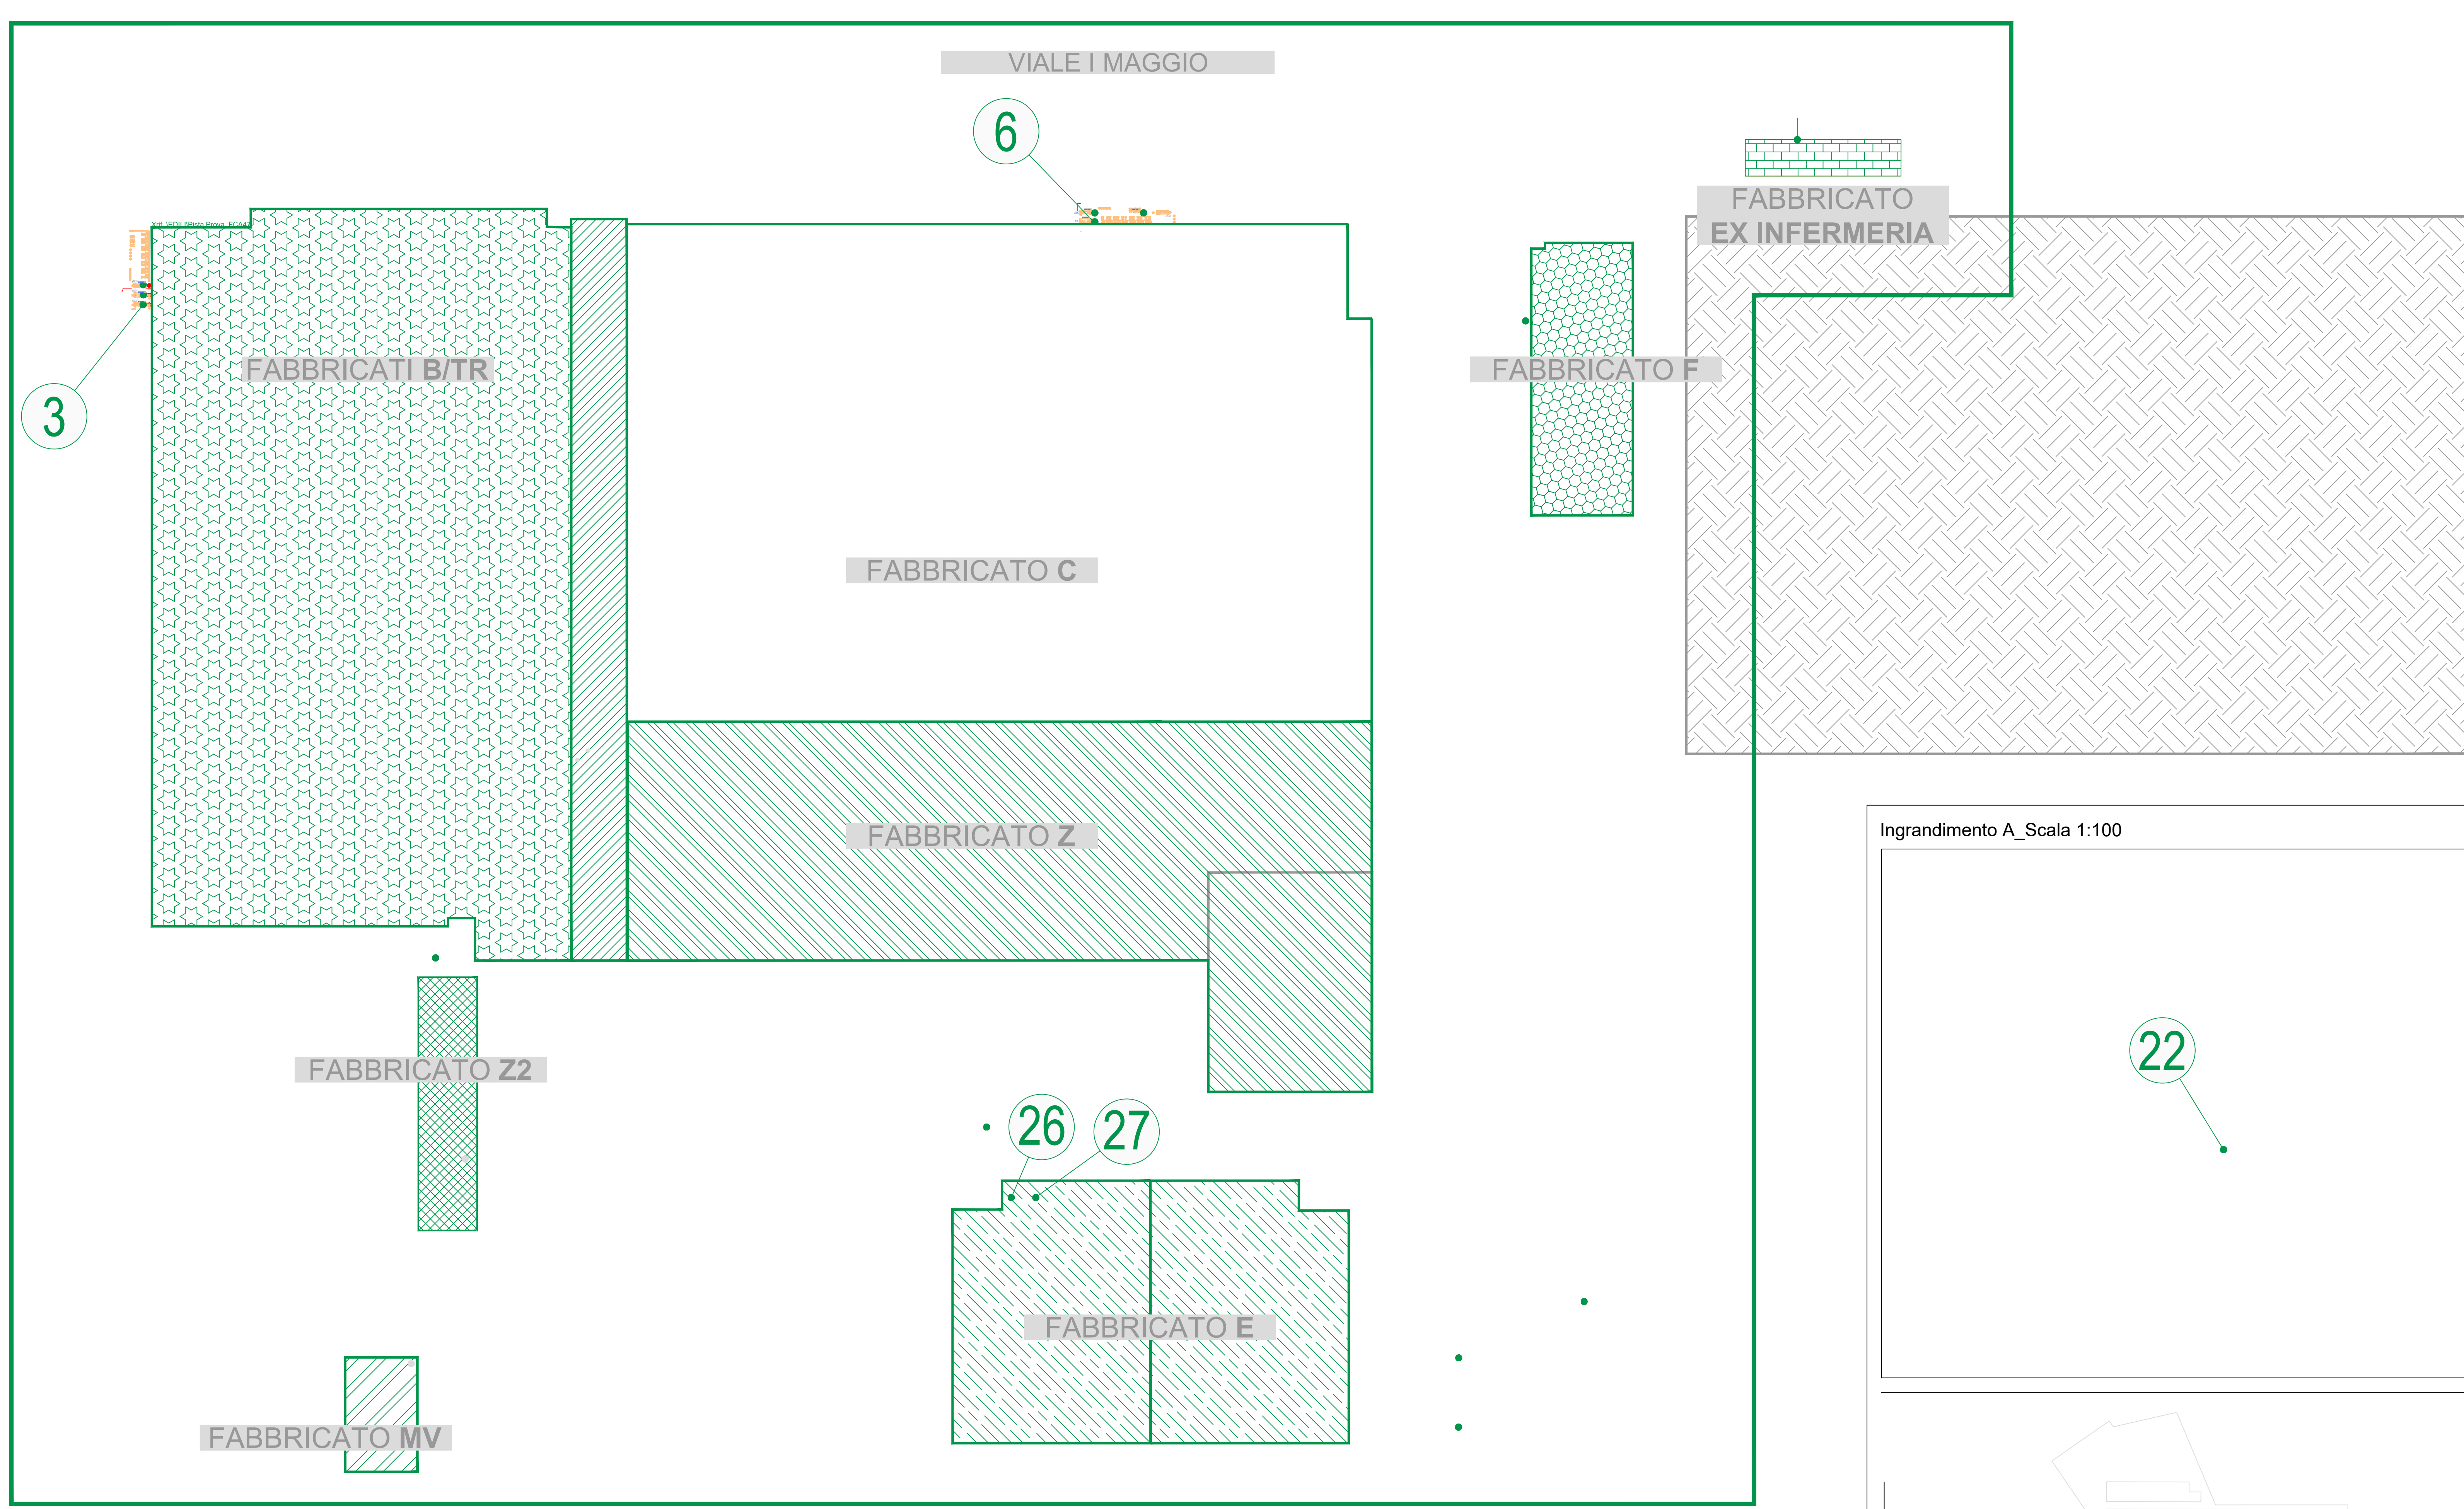 VIALE I MAGGIO
6
FABBRICATO
EX INFERMERIA
3
FABBRICATI B/TR
FABBRICATO F
FABBRICATO C
FABBRICATO Z
Ingrandimento A_Scala 1:100
22
FABBRICATO Z2
26
27
FABBRICATO E
FABBRICATO MV